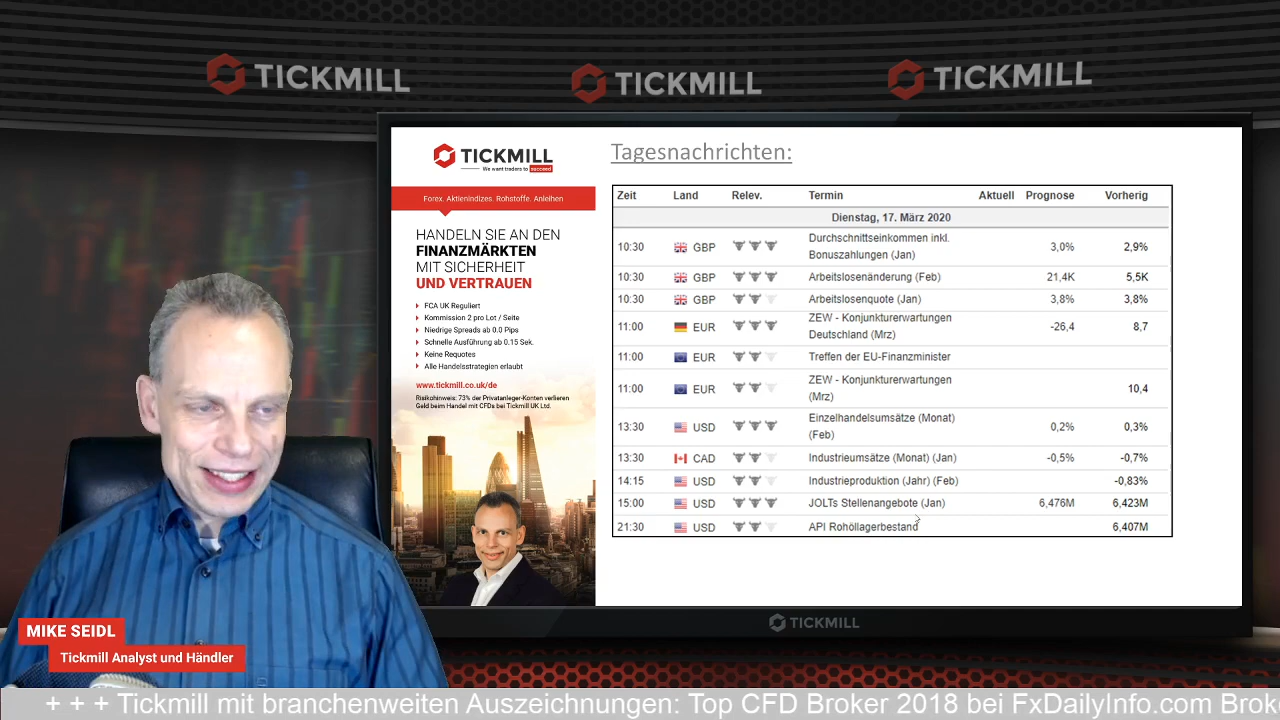 TICKMILL
TICKMILL
TICKMILL
TICKMILL
We want traders to succeed
Forex. Aktienindizes. Rohstoffe. Anleihen
HANDELN SIE AN DEN
FINANZMÄRKTEN
MIT SICHERHEIT
UND VERTRAUEN
FCA UK Reguliert
Kommission 2 pro Lot / Seite
Niedrige Spreads ab 0.0 Pips
Schnelle Ausführung ab 0.15 Sek.
Keine Requotes
Alle Handelsstrategien erlaubt
www.tickmill.co.uk/de
Risikohinweis: 73% der Privatanleger-Konten verlieren
Geld beim Handel mit CFDs bei Tickmill UK Ltd.
Tagesnachrichten:
Zeit Land Relev. Termin Aktuell Prognose Vorherig
Dienstag, 17. März 2020
10:30 GBP Durchschnittseinkommen inkl.
Bonuszahlungen (Jan) 3,0% 2,9%
10:30 GBP Arbeitslosenänderung (Feb) 21,4K 5,5K
10:30 GBP Arbeitslosenquote (Jan) 3,8% 3,8%
11:00 EUR ZEW - Konjunkturerwartungen
Deutschland (Mrz) -26,4 8,7
11:00 EUR Treffen der EU-Finanzminister
11:00 EUR ZEW - Konjunkturerwartungen
(Mrz) 10,4
13:30 USD Einzelhandelsumsätze (Monat)
(Feb) 0,2% 0,3%
13:30 CAD Industrieumsätze (Monat) (Jan) -0,5% -0,7%
14:15 USD Industrieproduktion (Jahr) (Feb) -0,83%
15:00 USD JOLTs Stellenangebote (Jan) 6,476M 6,423M
21:30 USD API Rohöllagerbestand 6,407M
TICKMILL
MIKE SEIDL
Tickmill Analyst und Händler
+ + + Tickmill mit branchenweiten Auszeichnungen: Top CFD Broker 2018 bei FxDailyInfo.com Brok